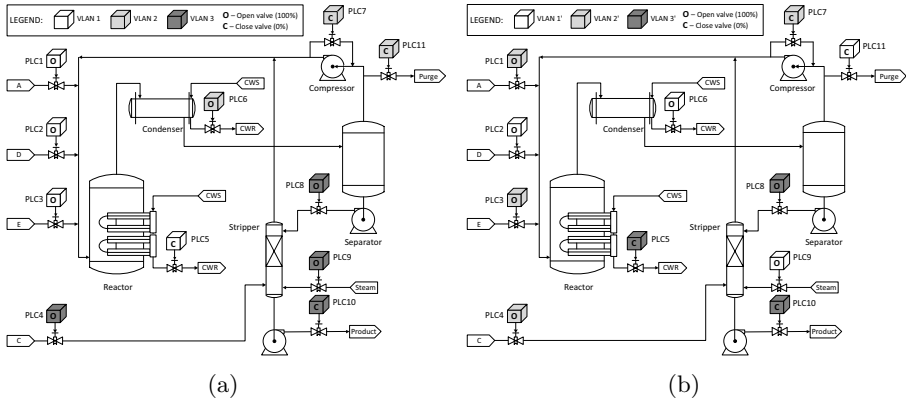 LEGEND: VLAN 1 VLAN 2 VLAN 3 O – Open valve (100%)
C – Close valve (0%)
PLC7
C
PLC11
C
PLC1
O
A
Compressor
Purge
CWS
PLC6
O
Condenser
CWR
PLC2
O
D
PLC8
O
PLC3
O
E
CWS
PLC5
C
Stripper
Separator
CWR
Reactor
PLC9
O
Steam
PLC4
O
C
PLC10
C
Product
(a)
LEGEND: VLAN 1' VLAN 2' VLAN 3' O – Open valve (100%)
C – Close valve (0%)
PLC7
C
PLC11
C
PLC1
O
A
Compressor
Purge
CWS
PLC6
O
Condenser
CWR
PLC2
O
D
PLC8
O
PLC3
O
E
CWS
PLC5
C
Stripper
Separator
CWR
Reactor
PLC9
O
Steam
PLC4
O
C
PLC10
C
Product
(b)